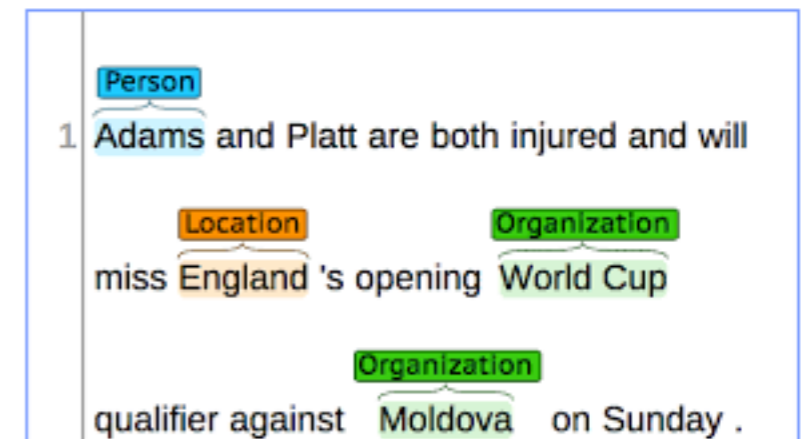 Person
1 Adams and Platt are both injured and will
Location Organization
miss England 's opening World Cup
Organization
qualifier against Moldova on Sunday .